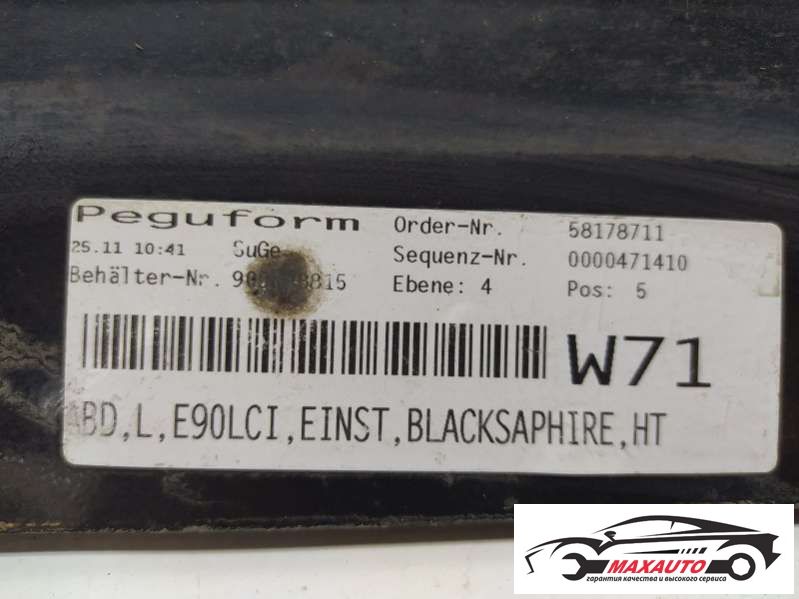 Peguform
Order-Nr. 58178711
25.11 10:41 SuGe
Sequenz-Nr. 0000471410
Behälter-Nr.
Ebene: 4 Pos: 5
W71
ABD,L,E90LCI,EINST,BLACKSAPHIRE,HT
MAXAUTO
гарантия качества и высокого сервиса